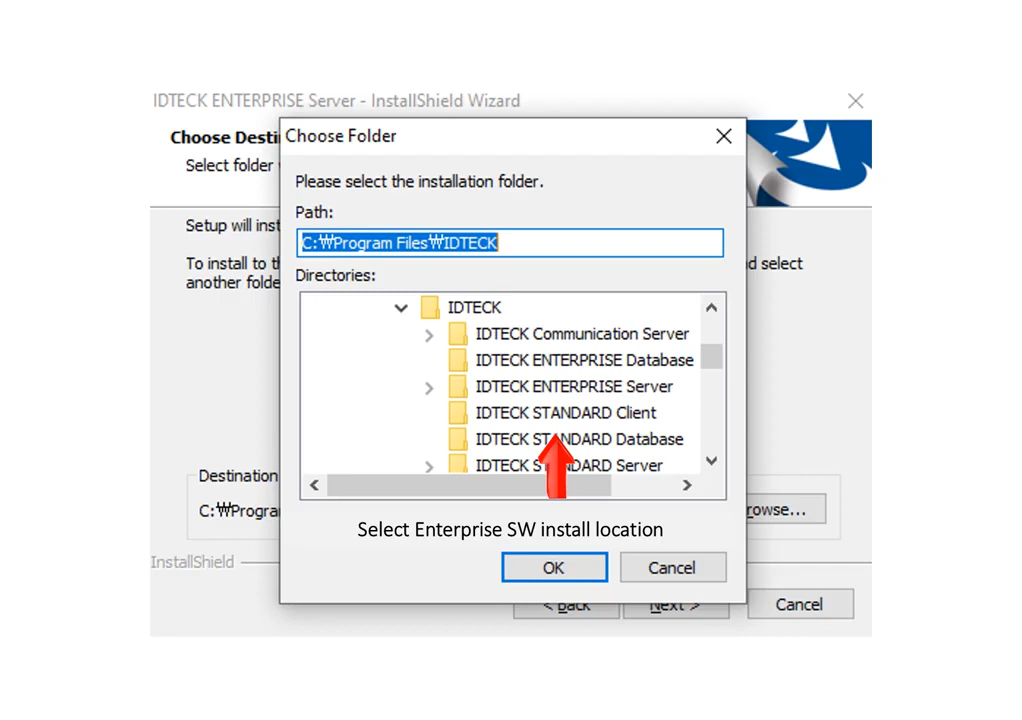 IDTECK ENTERPRISE Server - InstallShield Wizard
Choose Desti
Choose Folder
Select folder
Please select the installation folder.
Path:
Setup will inst
C:₩Program Files₩IDTECK
To install to th
d select
another folde
Directories:
IDTECK
IDTECK Communication Server
IDTECK ENTERPRISE Database
IDTECK ENTERPRISE Server
IDTECK STANDARD Client
IDTECK STANDARD Database
IDTECK STANDARD Server
Destination
C:₩Progra
rowse...
Select Enterprise SW install location
InstallShield
OK
Cancel
< Back
Next >
Cancel